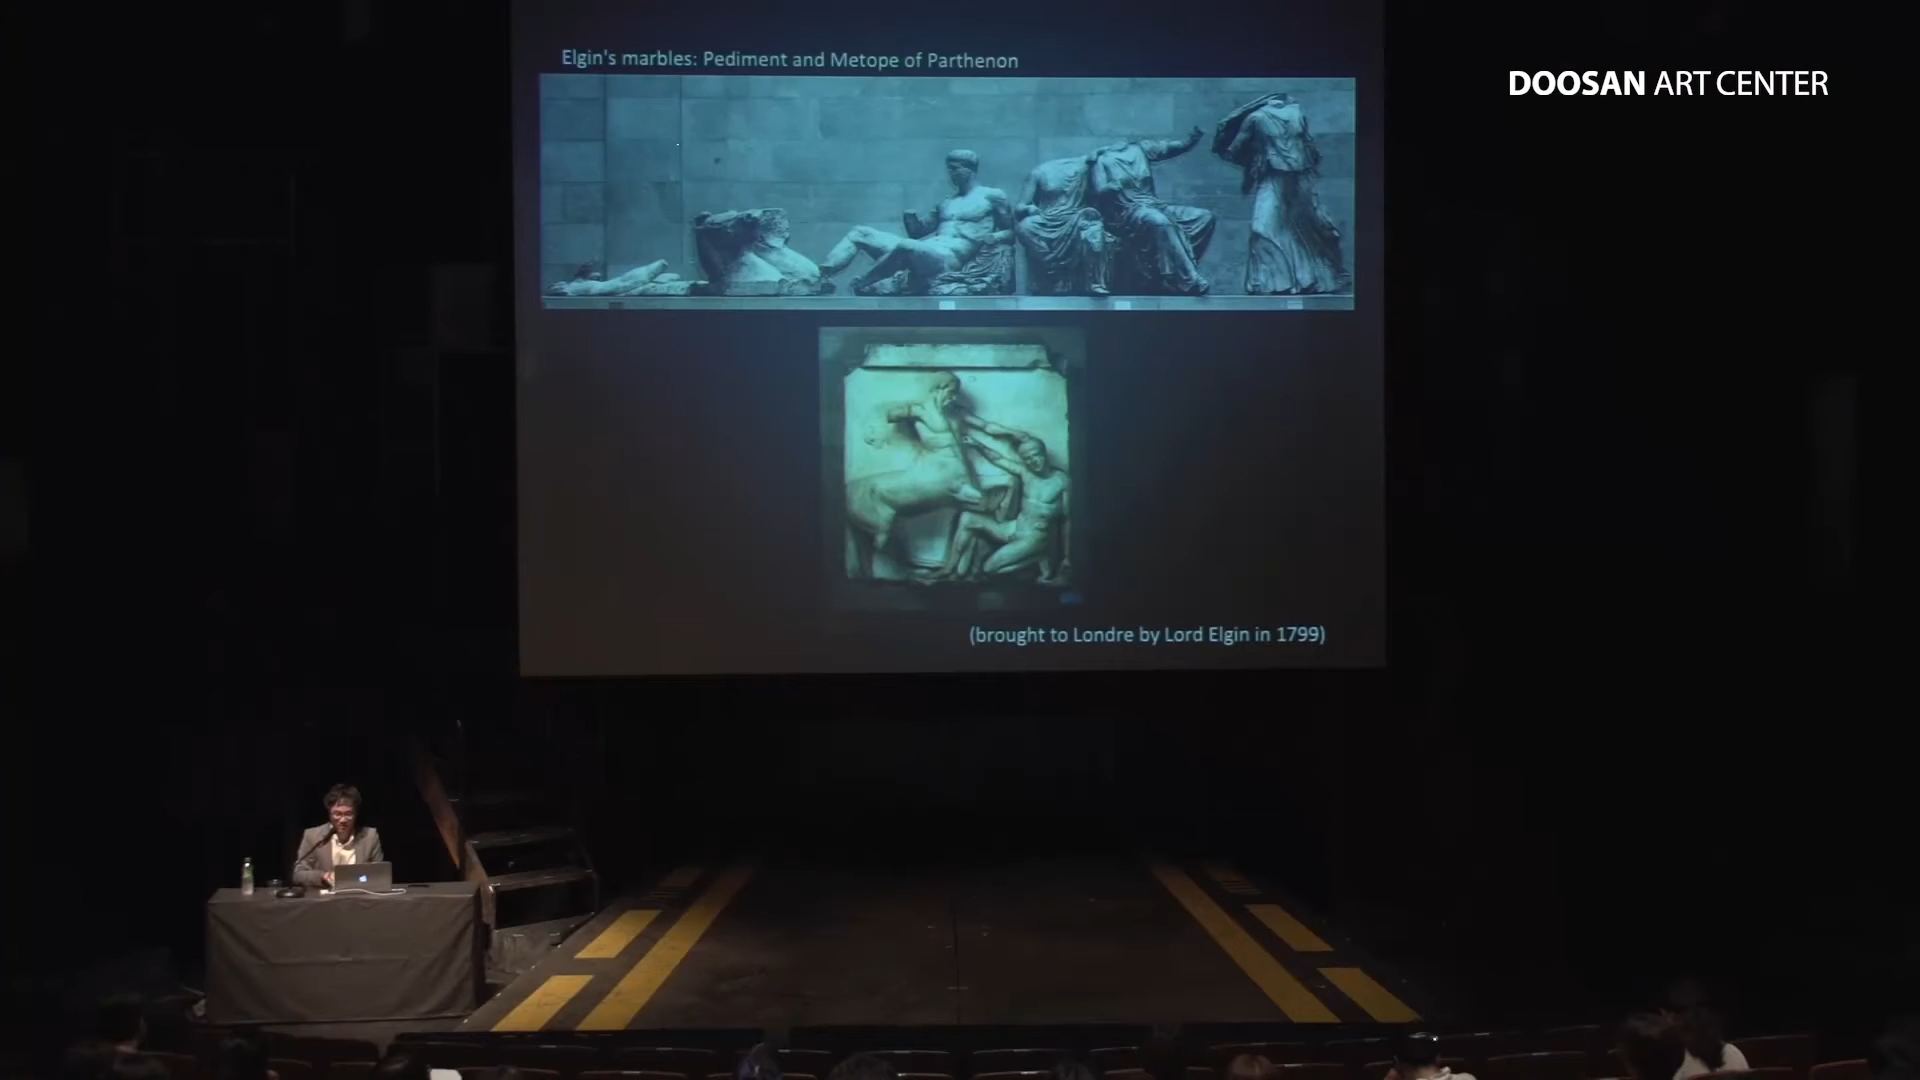 Elgin's marbles: Pediment and Metope of Parthenon
DOOSAN ART CENTER
(brought to Londre by Lord Elgin in 1799)